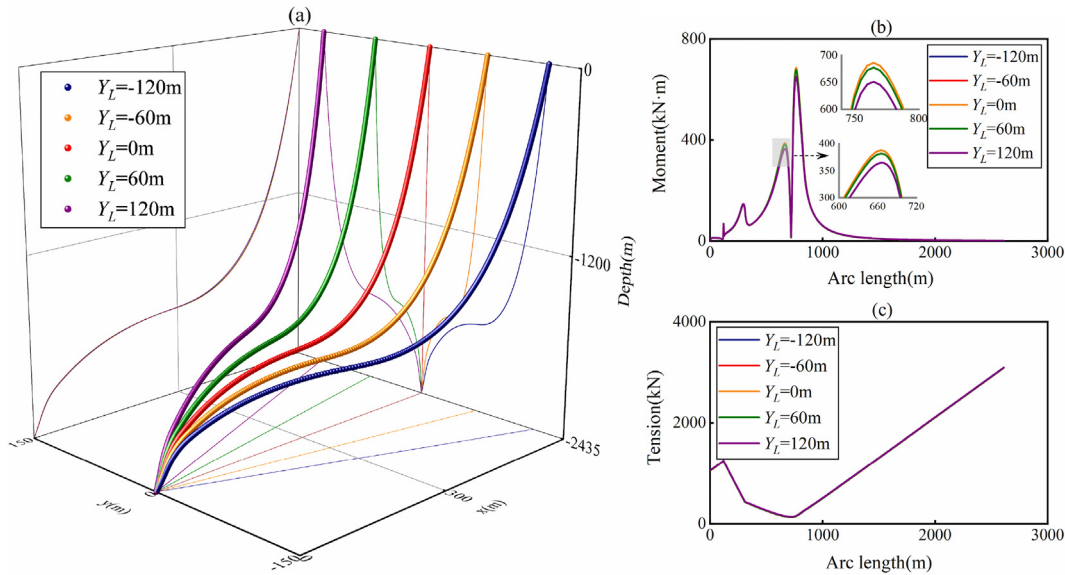 (a)
Y_L=-120m
Y_L=-60m
Y_L=0m
Y_L=60m
Y_L=120m
0
-1200
Depth(m)
-2435
150
0
y(m)
-150
0
300
x(m)
(b)
800
400
0
Moment(kN·m)
0
1000
2000
3000
Arc length(m)
700
650
600
750
800
400
350
300
600
660
720
Y_L=-120m
Y_L=-60m
Y_L=0m
Y_L=60m
Y_L=120m
(c)
4000
2000
0
Tension(kN)
0
1000
2000
3000
Arc length(m)
Y_L=-120m
Y_L=-60m
Y_L=0m
Y_L=60m
Y_L=120m